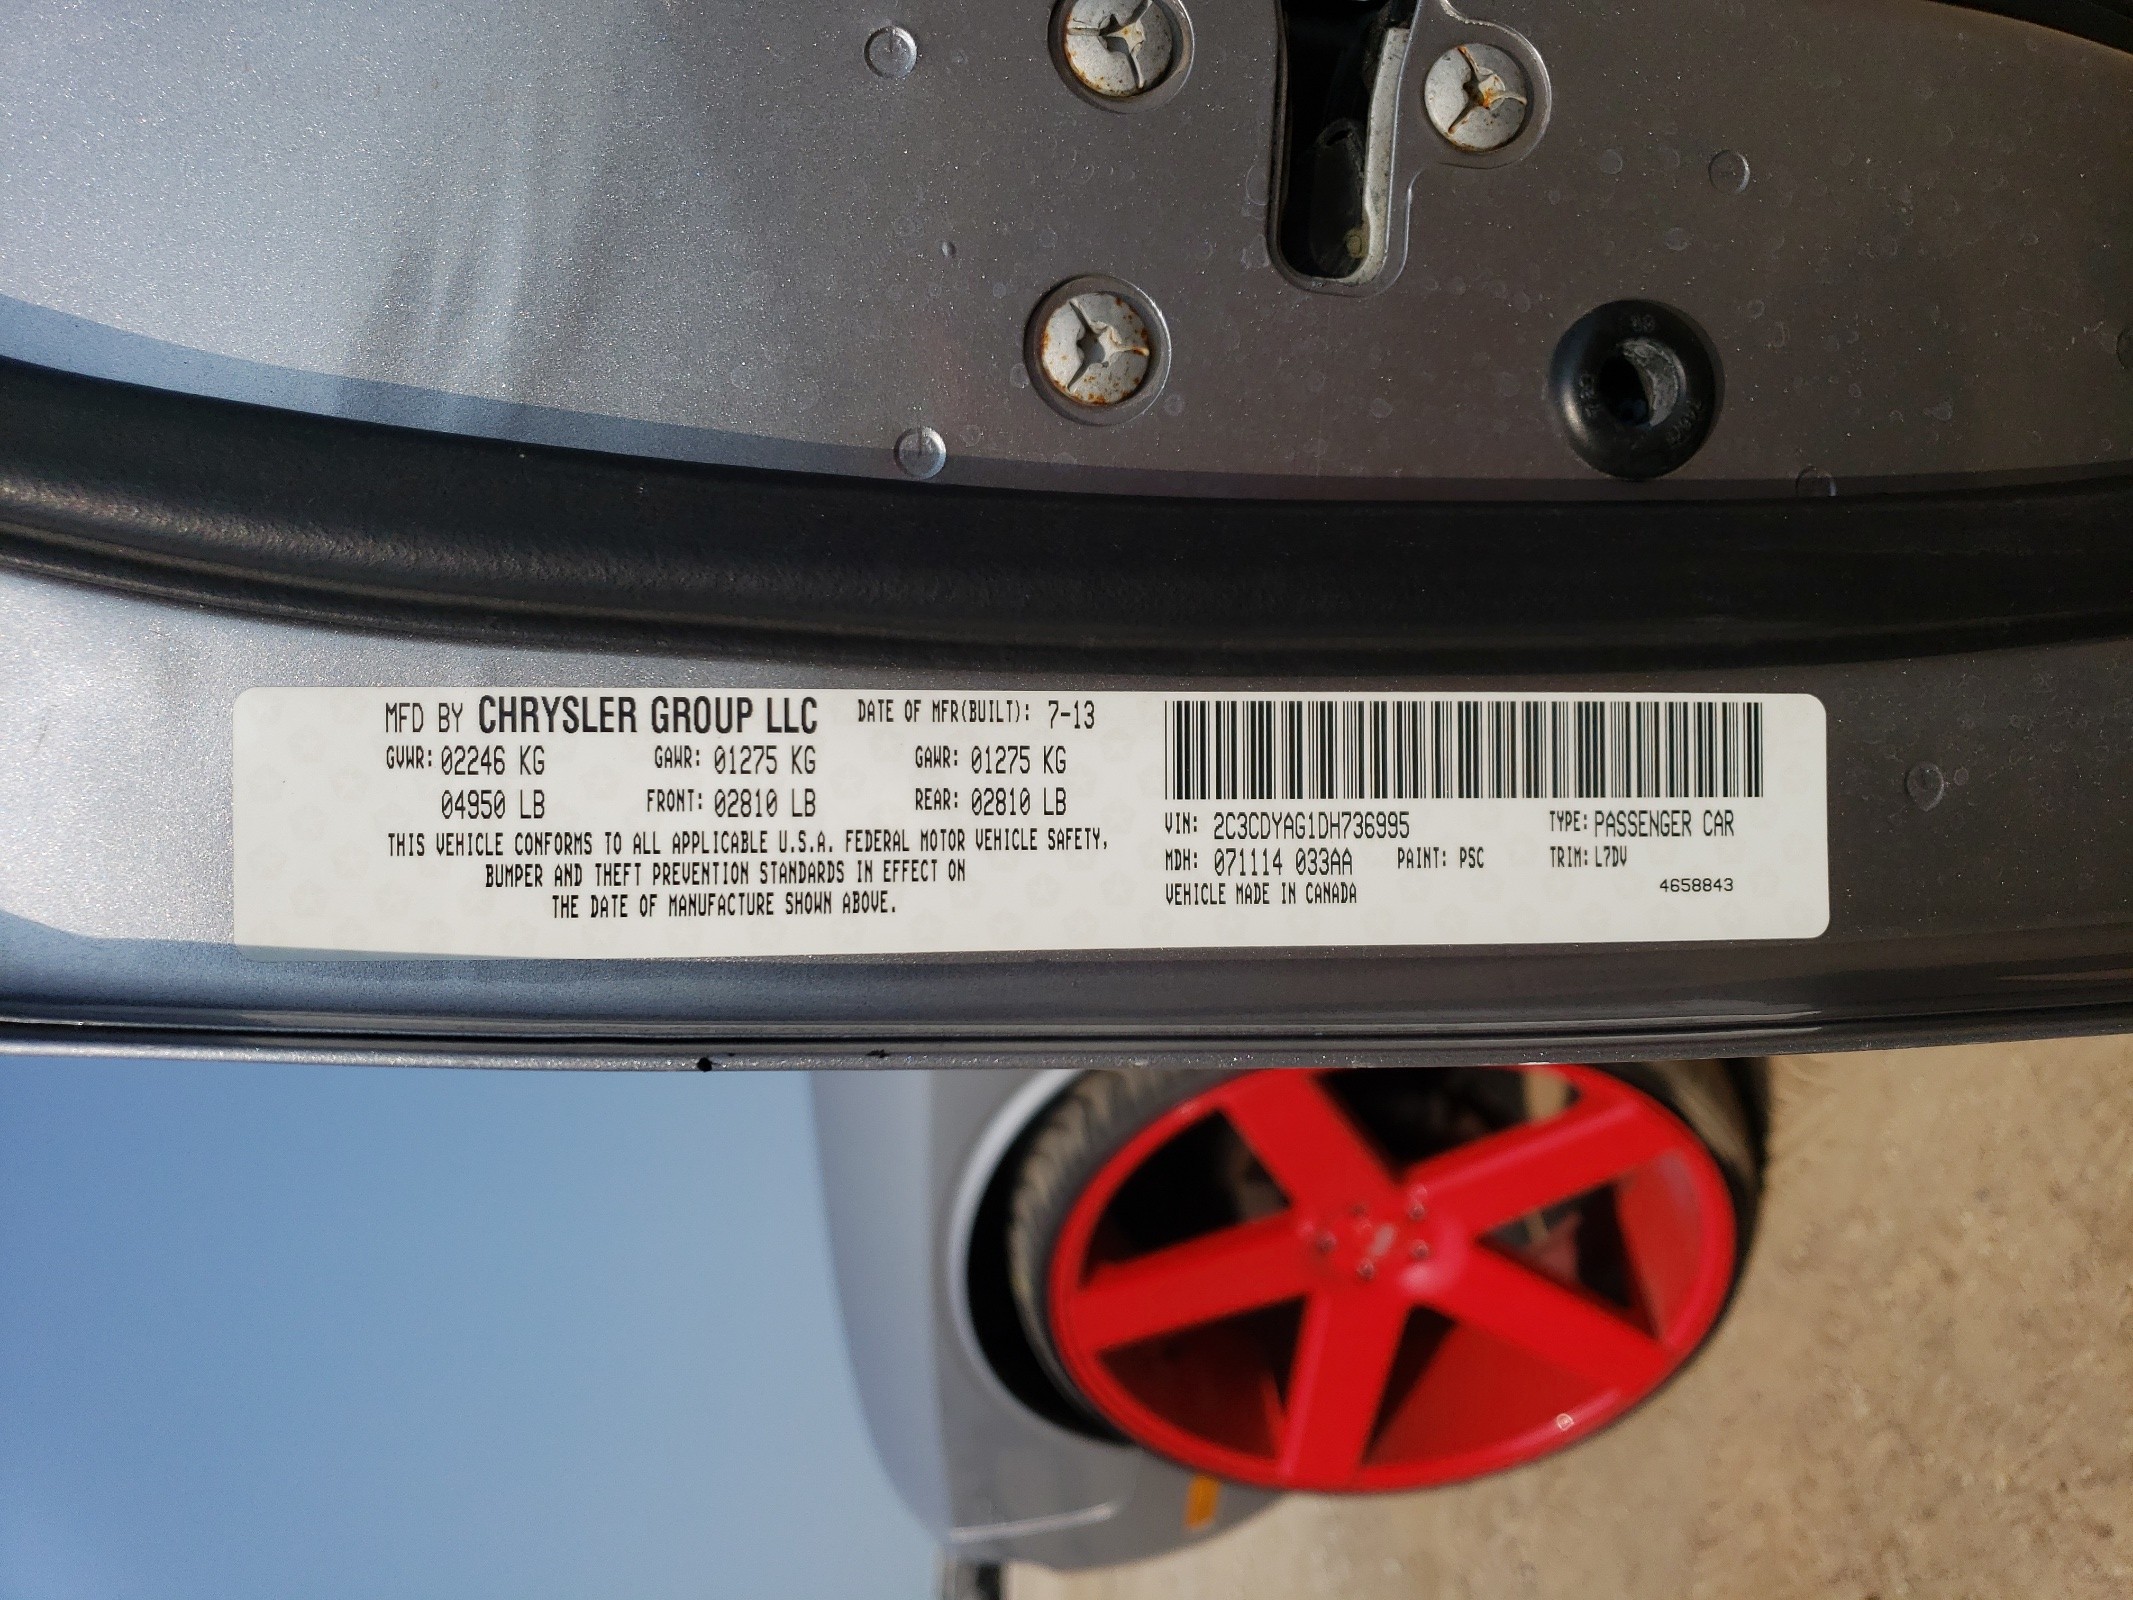 MFD BY CHRYSLER GROUP LLC DATE OF MFR(BUILT): 7-13
GVWR: 02246 KG GAWR: 01275 KG GAWR: 01275 KG
04950 LB FRONT: 02810 LB REAR: 02810 LB
THIS VEHICLE CONFORMS TO ALL APPLICABLE U.S.A. FEDERAL MOTOR VEHICLE SAFETY,
BUMPER AND THEFT PREVENTION STANDARDS IN EFFECT ON
THE DATE OF MANUFACTURE SHOWN ABOVE.
VIN: 2C3CDYAG1DH736995 TYPE: PASSENGER CAR
MDH: 071114 033AA PAINT: PSC TRIM: L7DV
VEHICLE MADE IN CANADA 4658843